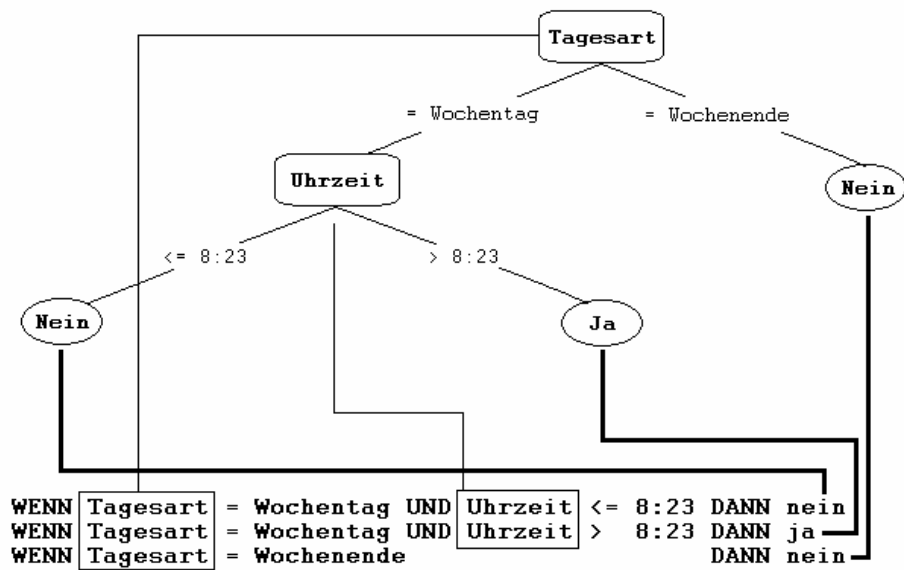 Tagesart
= Wochentag = Wochenende
Uhrzeit
Nein
<= 8:23 > 8:23
Nein
Ja
WENN Tagesart = Wochentag UND Uhrzeit <= 8:23 DANN nein
WENN Tagesart = Wochentag UND Uhrzeit > 8:23 DANN ja
WENN Tagesart = Wochenende DANN nein